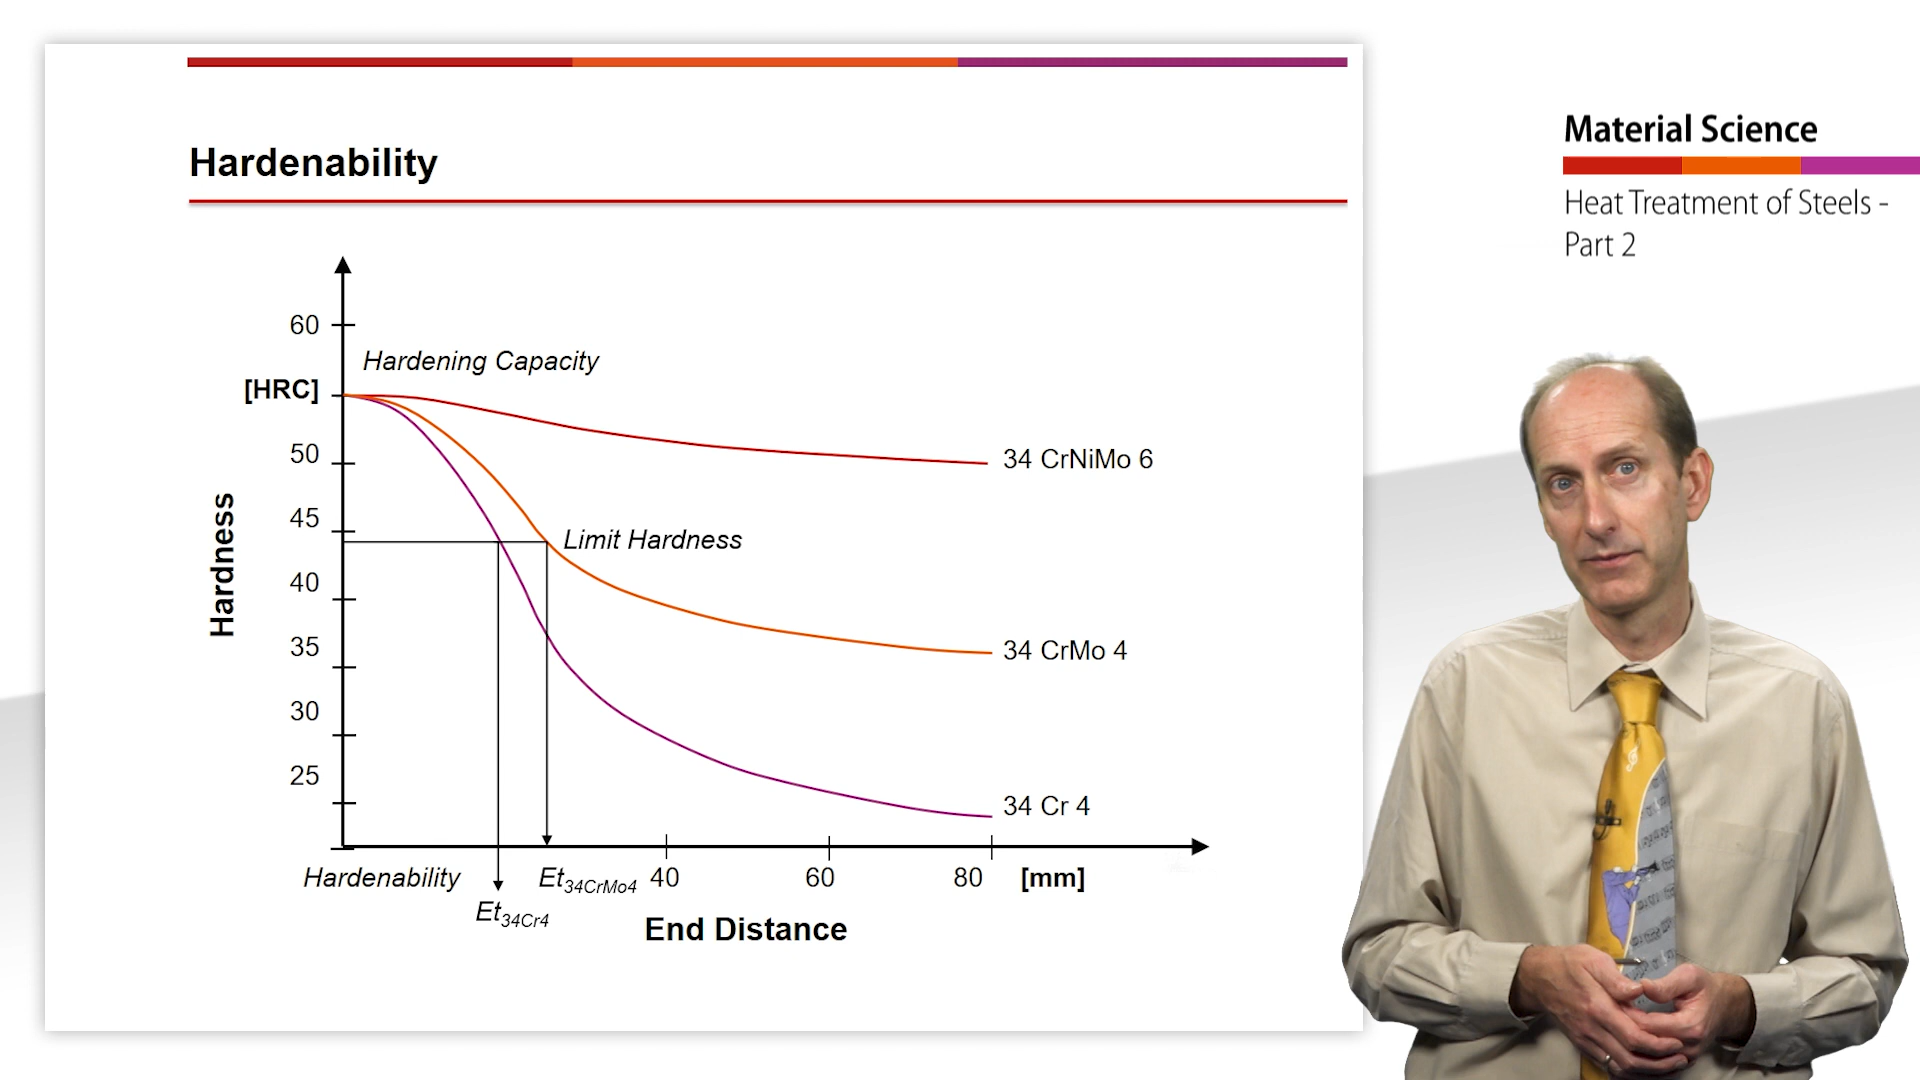 Hardenability
60
Hardening Capacity
[HRC]
50
34 CrNiMo 6
45
Limit Hardness
Hardness
40
35
34 CrMo 4
30
25
34 Cr 4
Hardenability
Et34CrMo4
40
60
80
[mm]
Et34Cr4
End Distance
Material Science
Heat Treatment of Steels -
Part 2